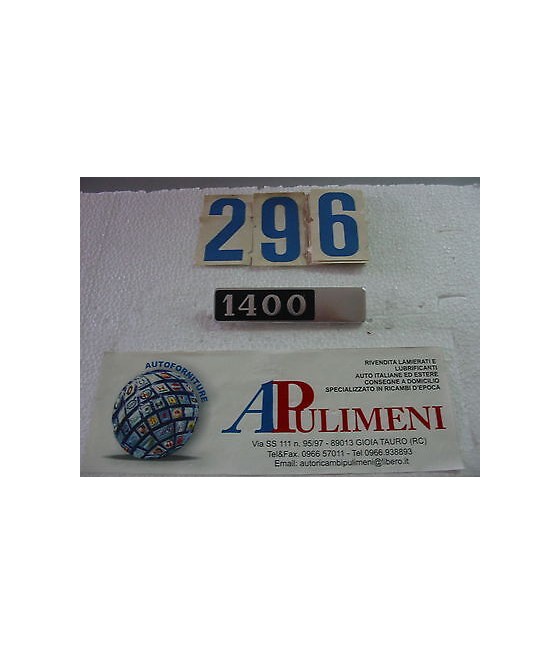 296
1400
AUTOFORNITURE
RIVENDITA LAMIERATI E
LUBRIFICANTI
AUTO ITALIANE ED ESTERE
CONSEGNE A DOMICILIO
SPECIALIZZATO IN RICAMBI D'EPOCA
APULIMENI
Via SS 111 n. 95/97 - 89013 GIOIA TAURO (RC)
Tel&Fax. 0966 57011 - Tel 0966.938893
Email: autoricambipulimeni@libero.it